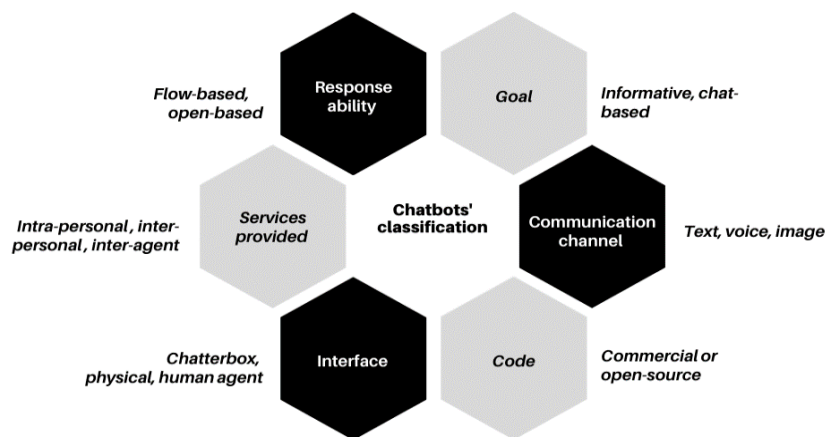 Response
ability
Goal
Flow-based,
open-based
Informative, chat-
based
Services
provided
Chatbots'
classification
Communication
channel
Intra-personal, inter-
personal, inter-agent
Text, voice, image
Interface
Code
Chatterbox,
physical, human agent
Commercial or
open-source